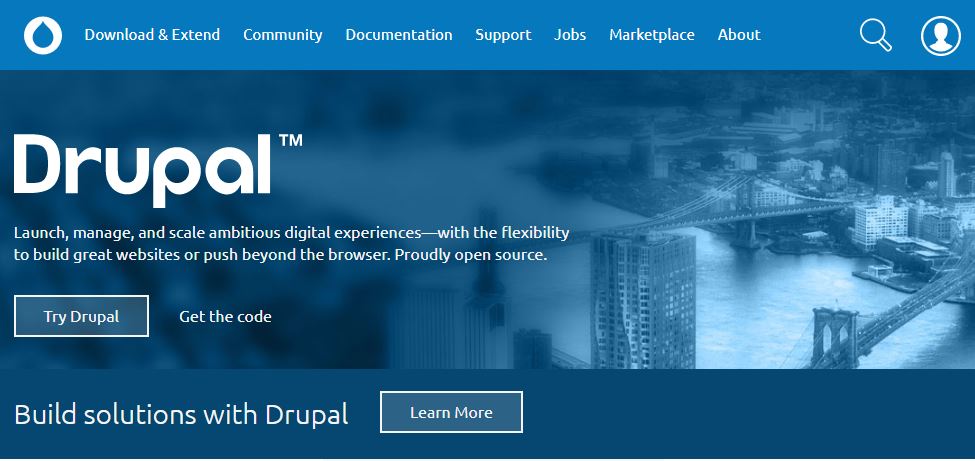 Download & Extend Community Documentation Support Jobs Marketplace About
Drupal™
Launch, manage, and scale ambitious digital experiences—with the flexibility
to build great websites or push beyond the browser. Proudly open source.
Try Drupal Get the code
Build solutions with Drupal Learn More